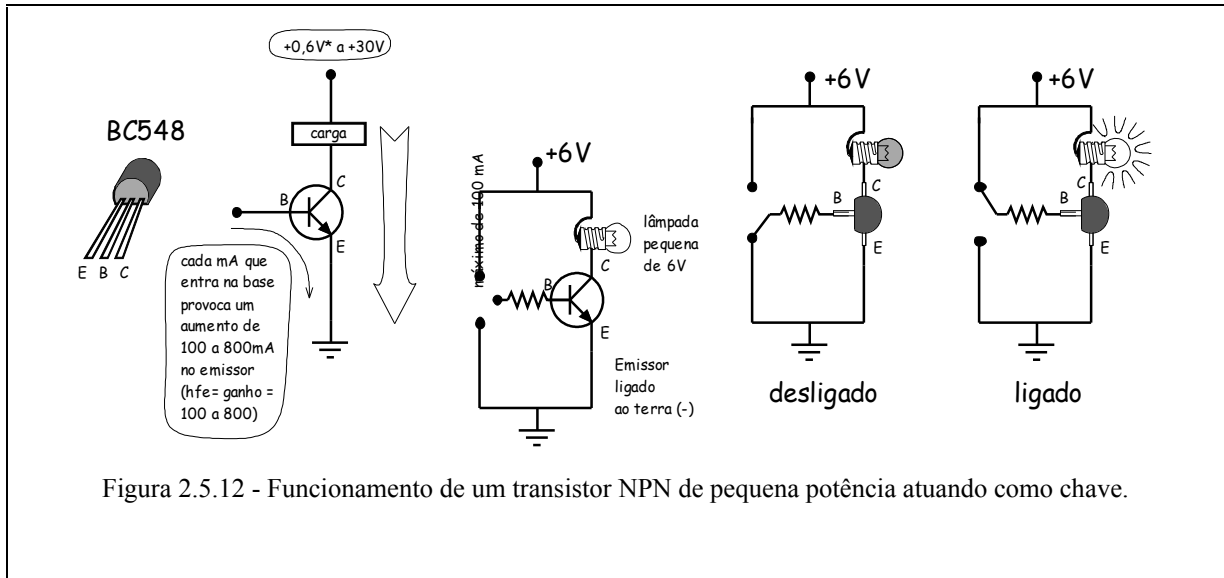 +0,6V* a +30V
BC548
carga
B
C
E
E B C
cada mA que
entra na base
provoca um
aumento de
100 a 800mA
no emissor
(hfe= ganho =
100 a 800)
máximo de 100 mA
+6V
lâmpada
pequena
de 6V
C
B
E
Emissor
ligado
ao terra (-)
+6V
C
B
E
desligado
+6V
C
B
E
ligado
Figura 2.5.12 - Funcionamento de um transistor NPN de pequena potência atuando como chave.